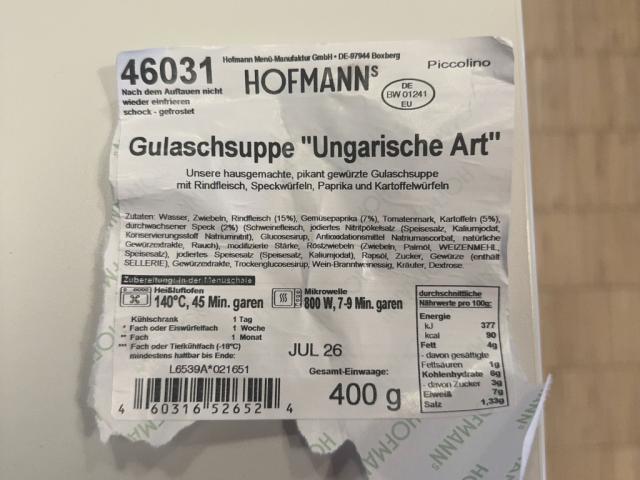 Hofmann Menü-Manufaktur GmbH • DE-97944 Boxberg
46031
Nach dem Auftauen nicht
wieder einfrieren
schock - gefrostet
HOFMANNS
DE
BW 01241
EU
Piccolino
Gulaschsuppe "Ungarische Art"
Unsere hausgemachte, pikant gewürzte Gulaschsuppe
mit Rindfleisch, Speckwürfeln, Paprika und Kartoffelwürfeln
Zutaten: Wasser, Zwiebeln, Rindfleisch (15%), Gemüsepaprika (7%), Tomatenmark, Kartoffeln (5%),
durchwachsener Speck (2%) (Schweinefleisch, jodiertes Nitritpökelsalz (Speisesalz, Kaliumjodat,
Konservierungsstoff Natriumnitrit), Glucosesirup, Antioxidationsmittel Natriumascorbat, natürliche
Gewürzextrakte, Rauch), modifizierte Stärke, Röstzwiebeln (Zwiebeln, Palmöl, WEIZENMEHL,
Speisesalz), jodiertes Speisesalz (Speisesalz, Kaliumjodat), Rapsöl, Zucker, Gewürze (enthält
SELLERIE), Gewürzextrakte, Trockenglucosesirup, Wein-Branntweinessig, Kräuter, Dextrose.
Zubereitung: in der Menüschale
Heißluftofen
140°C, 45 Min. garen
Mikrowelle
800 W, 7-9 Min. garen
Kühlschrank 1 Tag
* Fach oder Eiswürfelfach 1 Woche
** Fach 1 Monat
*** Fach oder Tiefkühlfach (-18°C)
mindestens haltbar bis Ende:
JUL 26
L6539A*021651
Gesamt-Einwaage:
400 g
4 60316 52652 4
durchschnittliche
Nährwerte pro 100g:
Energie
kJ 377
kcal 90
Fett 4g
- davon gesättigte
Fettsäuren 1g
Kohlenhydrate 6g
- davon Zucker 3g
Eiweiß 7g
Salz 1,33g
HOFMANNS